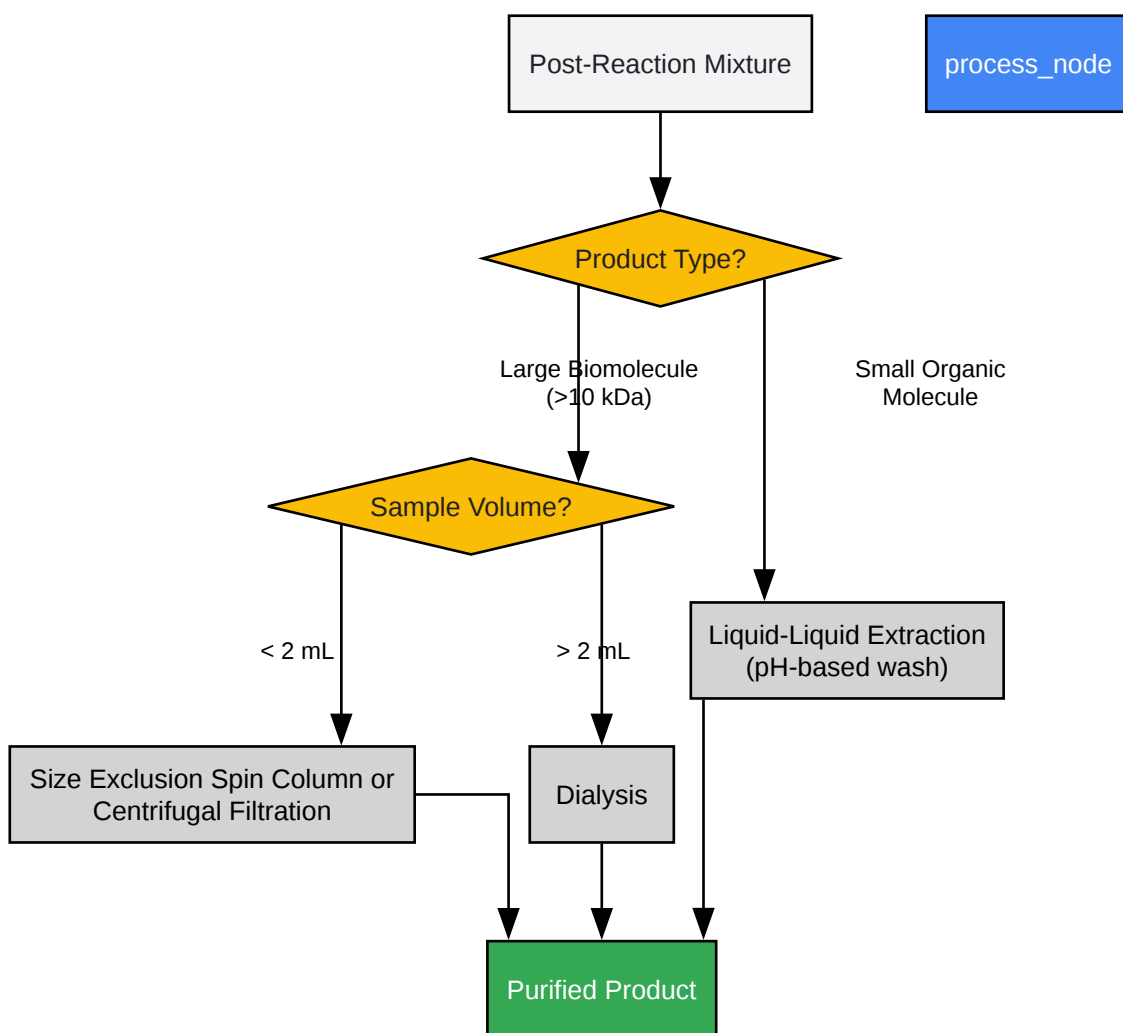 Post-Reaction Mixture
process_node
Product Type?
Large Biomolecule
(>10 kDa)
Small Organic
Molecule
Sample Volume?
< 2 mL
> 2 mL
Liquid-Liquid Extraction
(pH-based wash)
Size Exclusion Spin Column or
Centrifugal Filtration
Dialysis
Purified Product